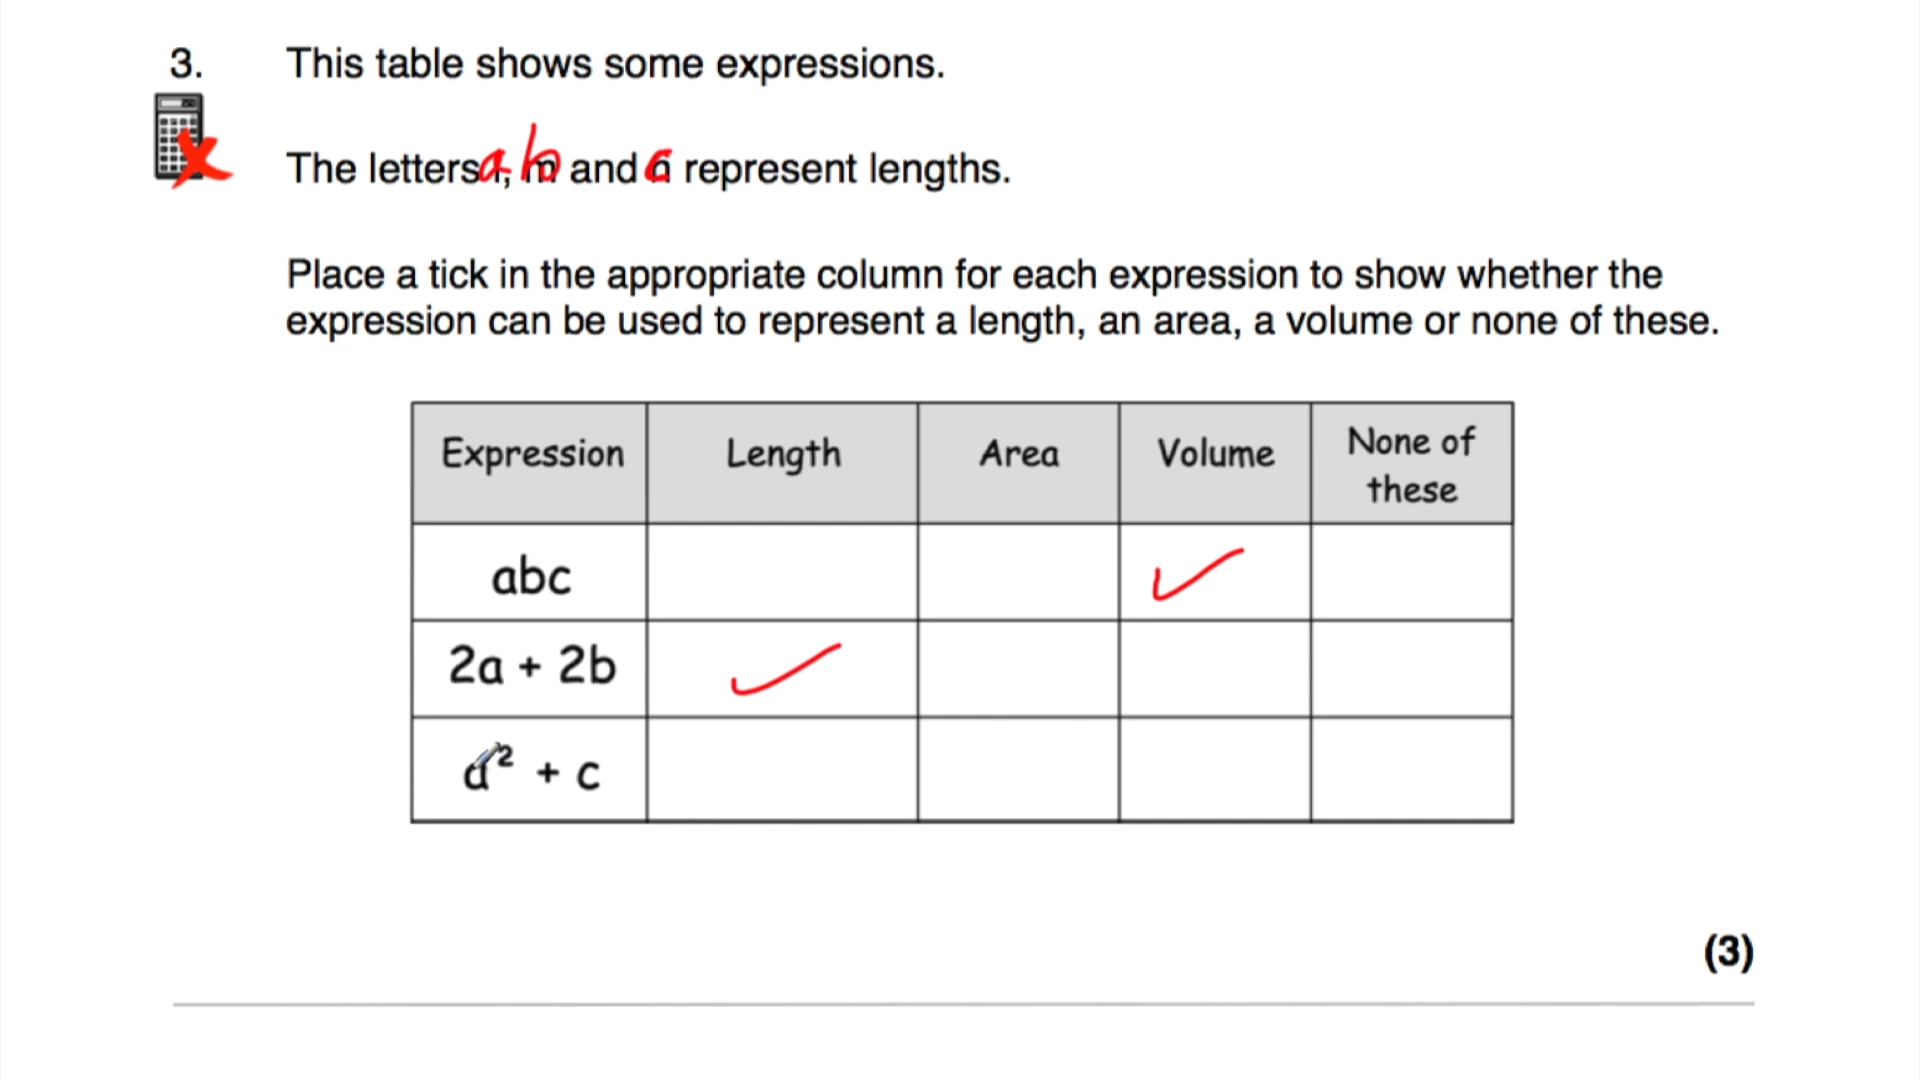 3. This table shows some expressions.
The letters a, b and c represent lengths.
Place a tick in the appropriate column for each expression to show whether the
expression can be used to represent a length, an area, a volume or none of these.
Expression Length Area Volume None of these
abc ✓
2a + 2b ✓
a² + c
(3)